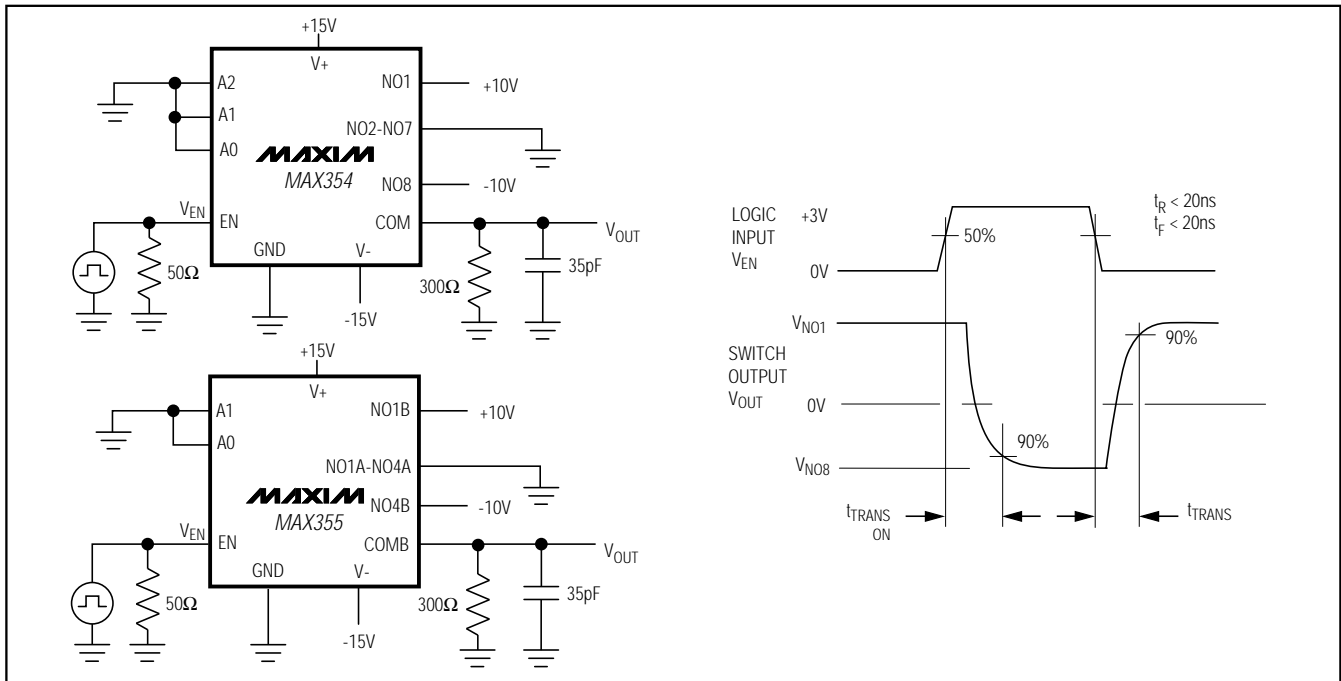 +15V
V+
A2
A1
A0
NO1
+10V
NO2-NO7
MAXIM
MAX354
NO8
-10V
VEN
EN
COM
VOUT
GND
V-
50Ω
300Ω
35pF
-15V
+15V
V+
A1
A0
NO1B
+10V
NO1A-NO4A
MAXIM
MAX355
NO4B
-10V
VEN
EN
COMB
VOUT
GND
V-
50Ω
300Ω
35pF
-15V
LOGIC
INPUT
VEN
+3V
0V
50%
tR < 20ns
tF < 20ns
VNO1
SWITCH
OUTPUT
VOUT
0V
90%
90%
VNO8
tTRANS
ON
tTRANS